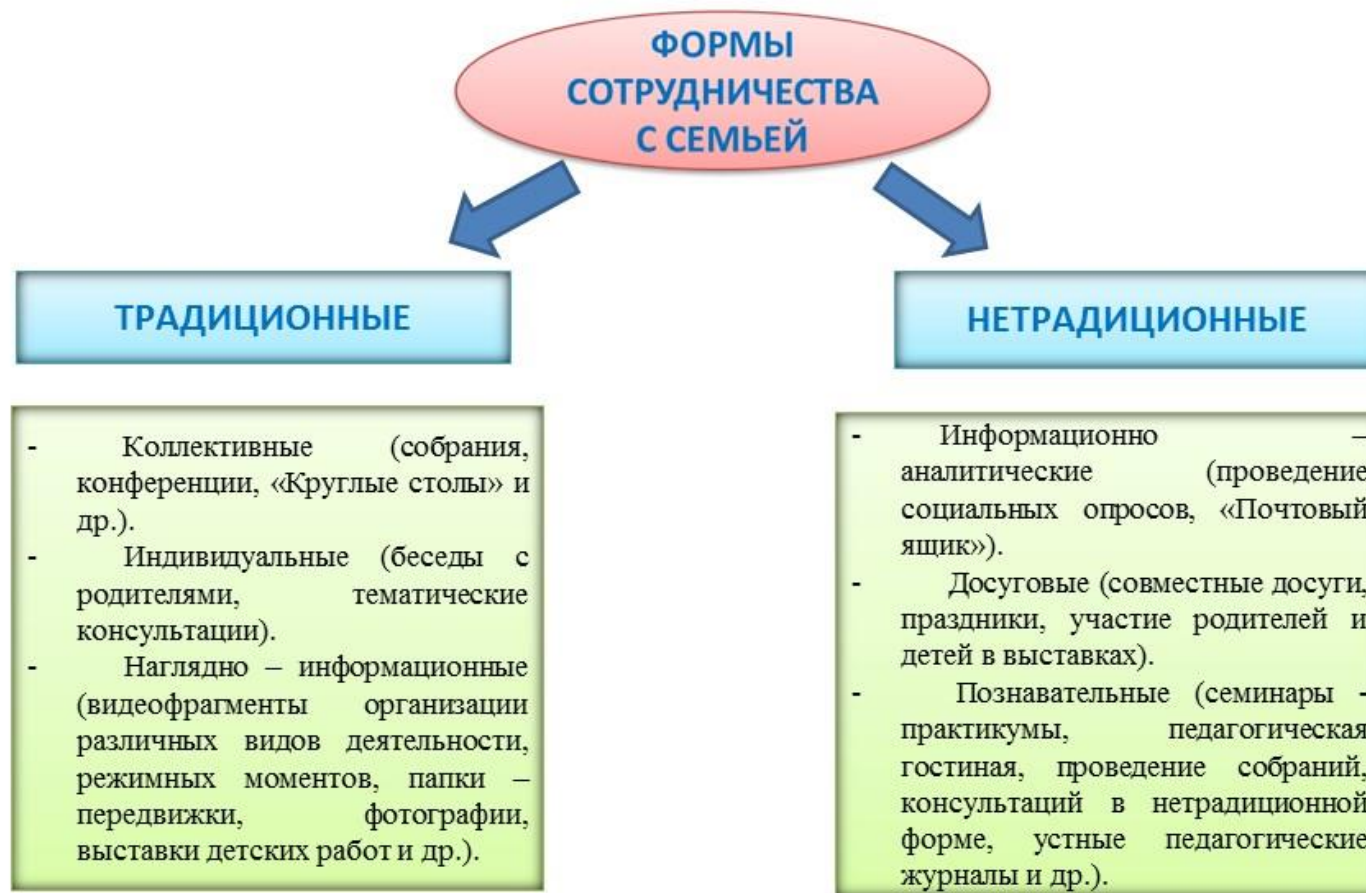 ФОРМЫ
СОТРУДНИЧЕСТВА
С СЕМЬЕЙ
ТРАДИЦИОННЫЕ
- Коллективные (собрания,
конференции, «Круглые столы» и
др.).
- Индивидуальные (беседы с
родителями, тематические
консультации).
- Наглядно – информационные
(видеофрагменты организации
различных видов деятельности,
режимных моментов, папки –
передвижки, фотографии,
выставки детских работ и др.).
НЕТРАДИЦИОННЫЕ
- Информационно –
аналитические (проведение
социальных опросов, «Почтовый
ящик»).
- Досуговые (совместные досуги,
праздники, участие родителей и
детей в выставках).
- Познавательные (семинары -
практикумы, педагогическая
гостиная, проведение собраний,
консультаций в нетрадиционной
форме, устные педагогические
журналы и др.).